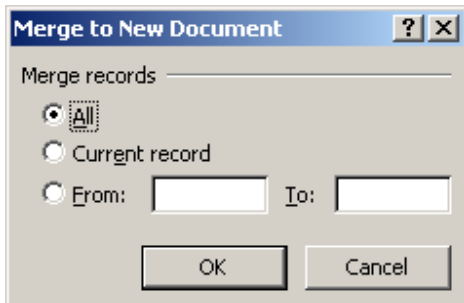 Merge to New Document
Merge records
All
Current record
From: To:
OK Cancel